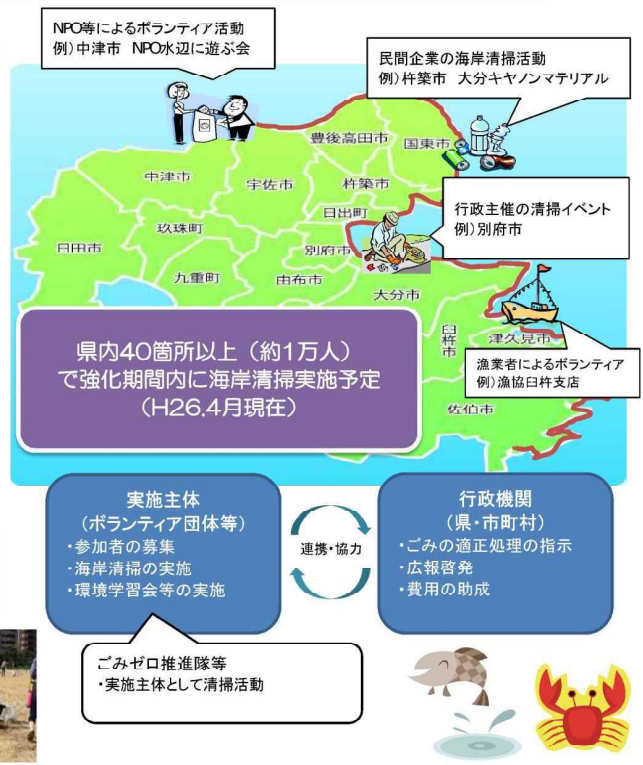 NPO等によるボランティア活動
例)中津市 NPO水辺に遊ぶ会
民間企業の海岸清掃活動
例)杵築市 大分キヤノンマテリアル
豊後高田市
国東市
中津市
宇佐市
杵築市
日出町
行政主催の清掃イベント
例)別府市
玖珠町
日田市
別府市
九重町
由布市
大分市
臼杵市
津久見市
県内40箇所以上(約1万人)
で強化期間内に海岸清掃実施予定
(H26.4月現在)
漁業者によるボランティア
例)漁協臼杵支店
佐伯市
実施主体
(ボランティア団体等)
・参加者の募集
・海岸清掃の実施
・環境学習会等の実施
連携・協力
行政機関
(県・市町村)
・ごみの適正処理の指示
・広報啓発
・費用の助成
ごみゼロ推進隊等
・実施主体として清掃活動